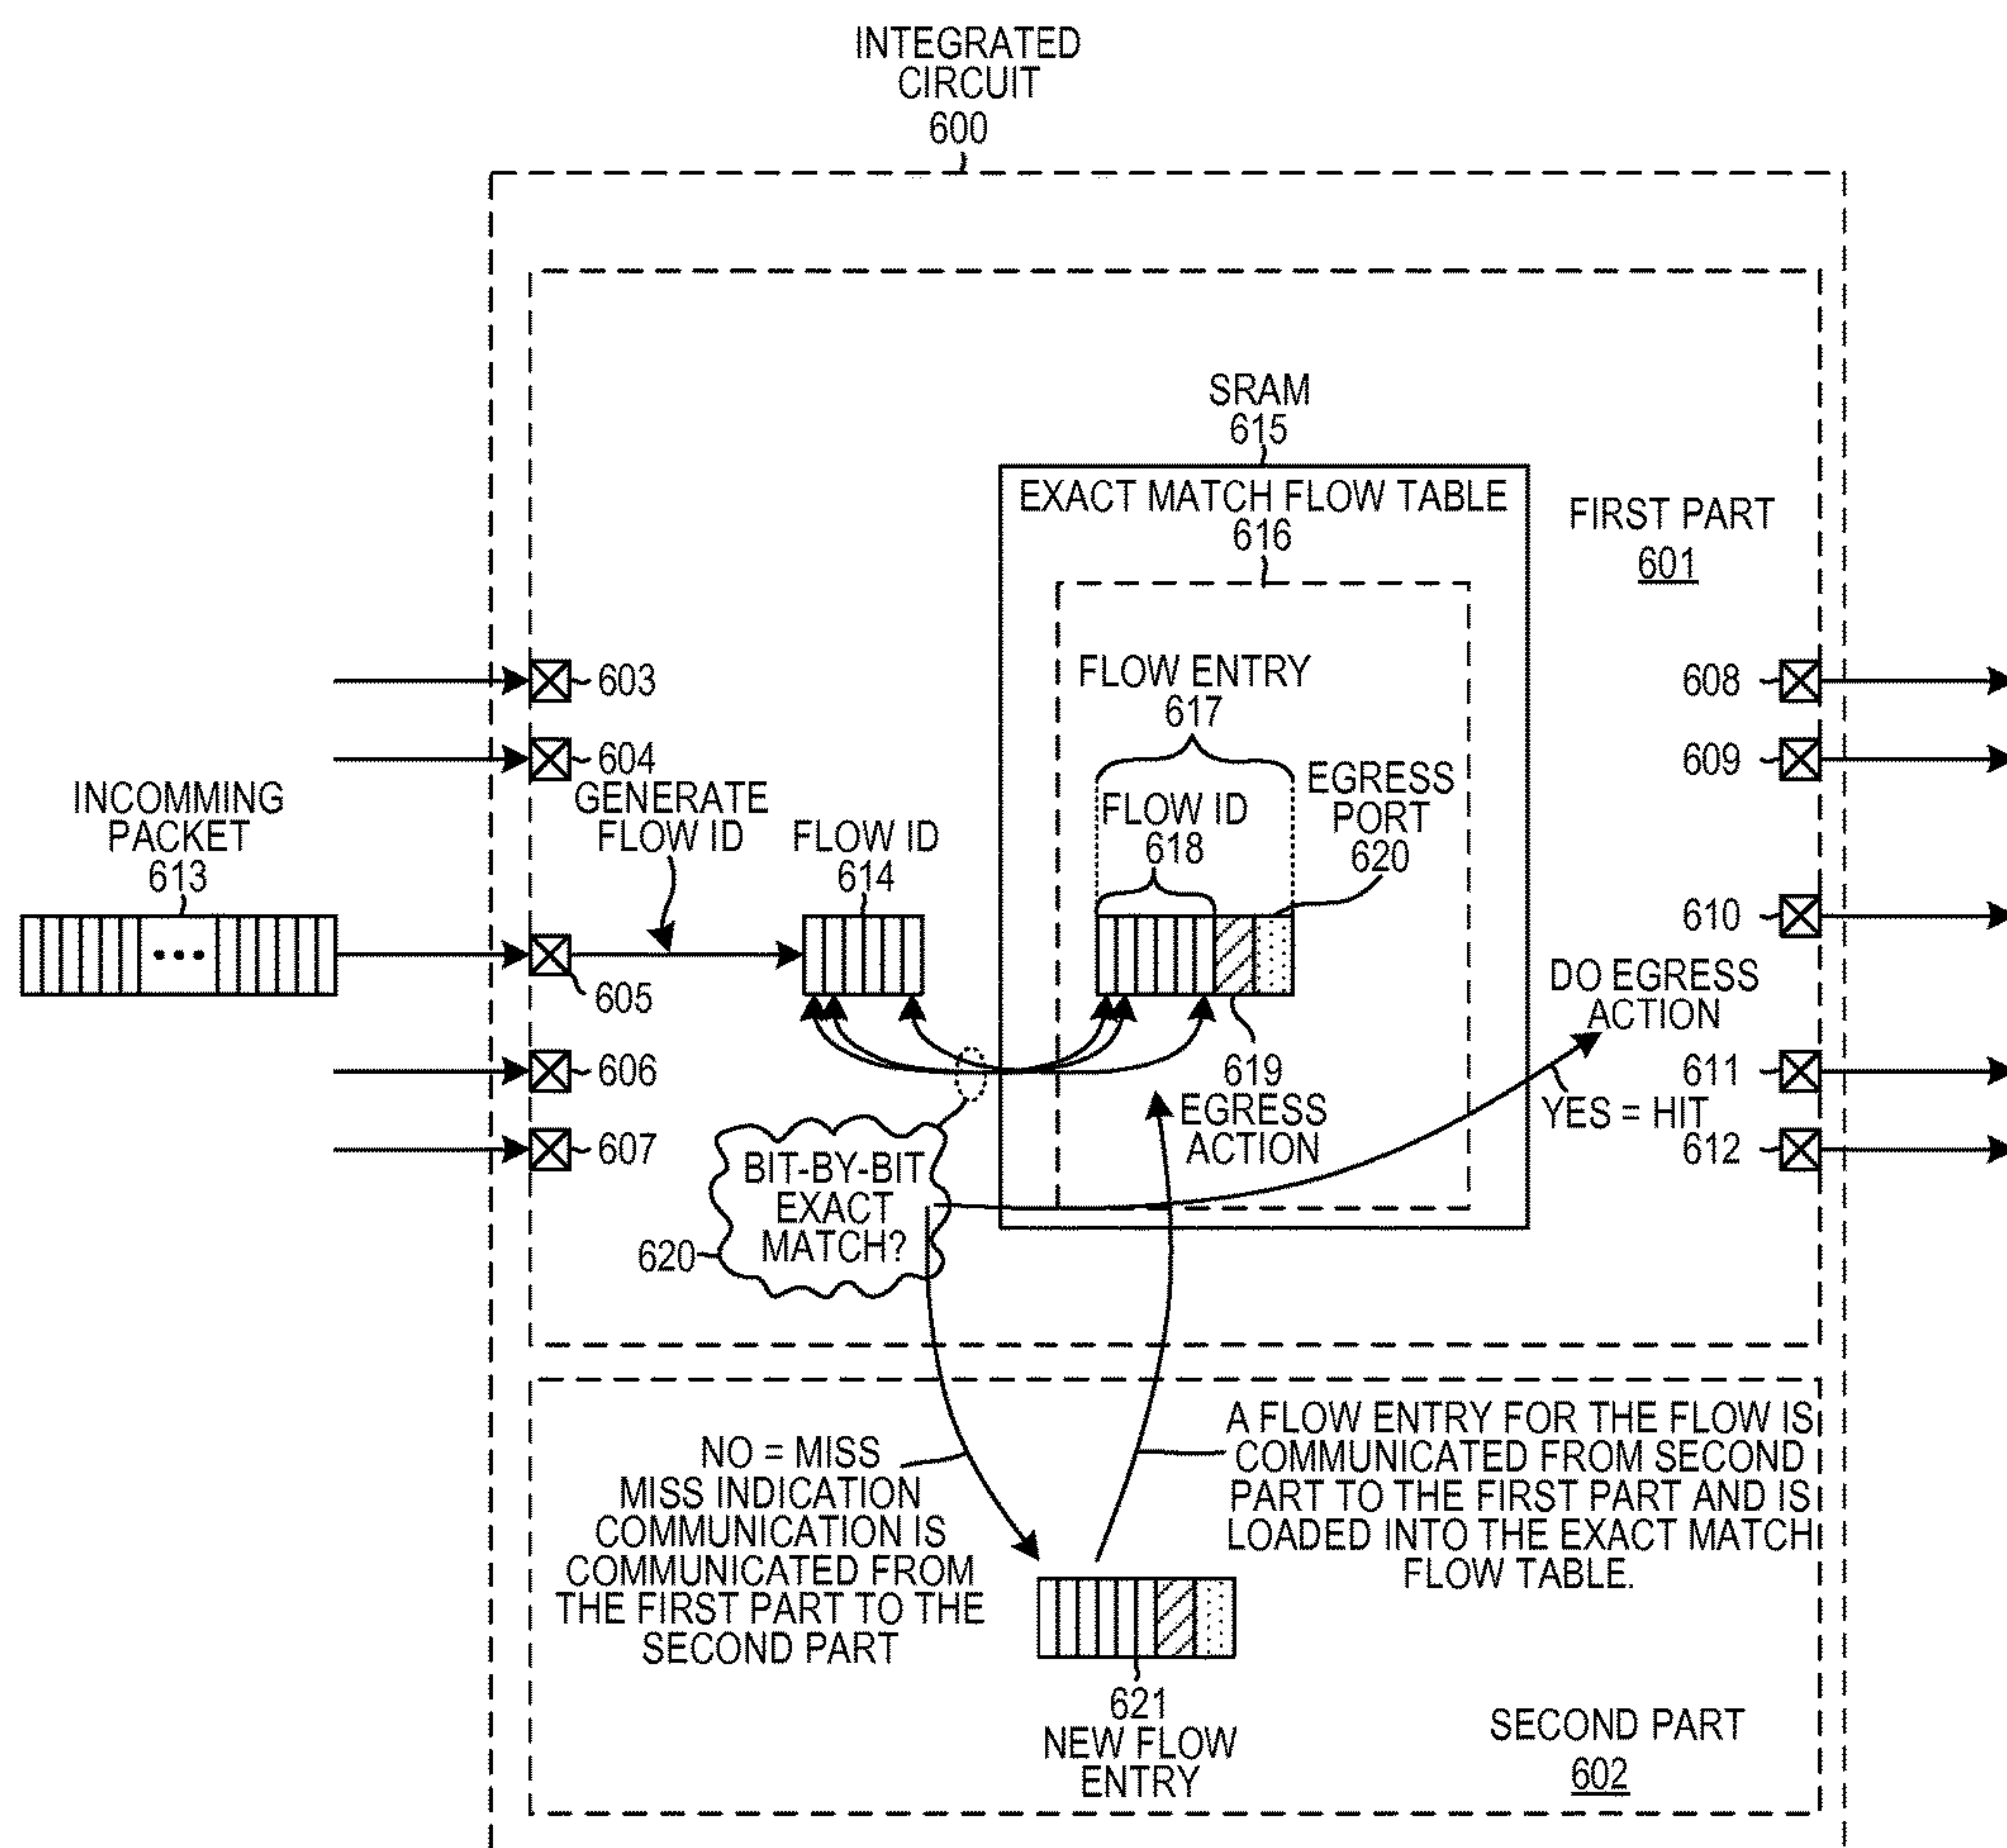 INTEGRATED
CIRCUIT
600
SRAM
615
EXACT MATCH FLOW TABLE
616
FIRST PART
601
FLOW ENTRY
617
FLOW ID
618
EGRESS
PORT
620
603
604
605
606
607
608
609
610
611
612
INCOMMING
PACKET
613
...
GENERATE
FLOW ID
FLOW ID
614
619
EGRESS
ACTION
DO EGRESS
ACTION
YES = HIT
BIT-BY-BIT
EXACT
MATCH?
620
NO = MISS
MISS INDICATION
COMMUNICATION IS
COMMUNICATED FROM
THE FIRST PART TO THE
SECOND PART
A FLOW ENTRY FOR THE FLOW IS
COMMUNICATED FROM SECOND
PART TO THE FIRST PART AND IS
LOADED INTO THE EXACT MATCH
FLOW TABLE.
621
NEW FLOW
ENTRY
SECOND PART
602